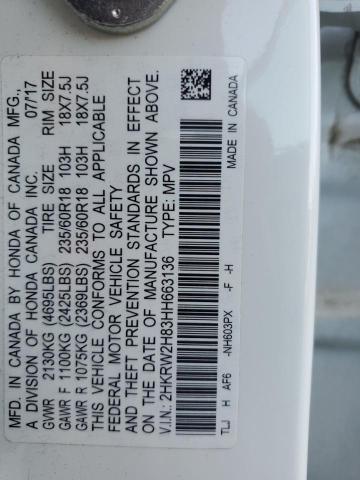 MFD. IN CANADA BY HONDA OF CANADA MFG.,
A DIVISION OF HONDA CANADA INC. 07/17
GVWR 2130KG (4695LBS) TIRE SIZE RIM SIZE
GAWR F 1100KG (2425LBS) 235/60R18 103H 18X7.5J
GAWR R 1075KG (2369LBS) 235/60R18 103H 18X7.5J
THIS VEHICLE CONFORMS TO ALL APPLICABLE
FEDERAL MOTOR VEHICLE SAFETY
AND THEFT PREVENTION STANDARDS IN EFFECT
ON THE DATE OF MANUFACTURE SHOWN ABOVE.
V.I.N.: 2HKRW2H83HH663136 TYPE: MPV
TLJ H AF6 -NH603PX -F -H MADE IN CANADA